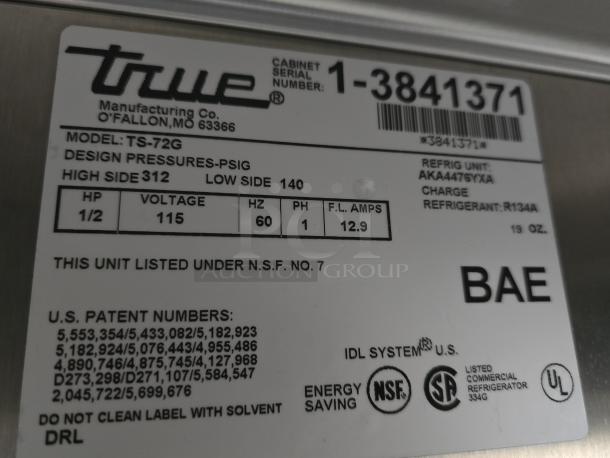 true®
Manufacturing Co.
O'FALLON,MO 63366
CABINET
SERIAL
NUMBER: 1-3841371
*3841371*
MODEL: TS-72G
DESIGN PRESSURES-PSIG
HIGH SIDE 312 LOW SIDE 140
REFRIG UNIT:
AKA4476YXA
CHARGE
REFRIGERANT: R134A
19 OZ.
HP VOLTAGE HZ PH F.L. AMPS
1/2 115 60 1 12.9
PCI
AUCTION GROUP
THIS UNIT LISTED UNDER N.S.F. NO. 7
BAE
U.S. PATENT NUMBERS:
5,553,354/5,433,082/5,182,923
5,182,924/5,076,443/4,955,486
4,890,746/4,875,745/4,127,968
D273,298/D271,107/5,584,547
2,045,722/5,699,676
IDL SYSTEM® U.S.
ENERGY
SAVING
NSF®
SA
LISTED
COMMERCIAL
REFRIGERATOR
334G
UL
DO NOT CLEAN LABEL WITH SOLVENT
DRL